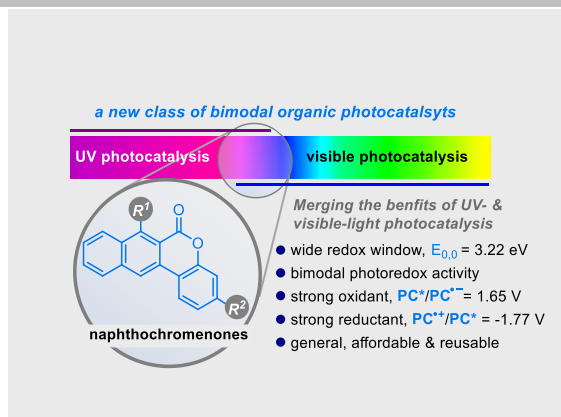 a new class of bimodal organic photocatalsyts
UV photocatalysis
visible photocatalysis
Merging the benfits of UV- &
visible-light photocatalysis
R1
O
O
R2
naphthochromenones
wide redox window, E0,0 = 3.22 eV
bimodal photoredox activity
strong oxidant, PC*/PC•− = 1.65 V
strong reductant, PC•+/PC* = -1.77 V
general, affordable & reusable